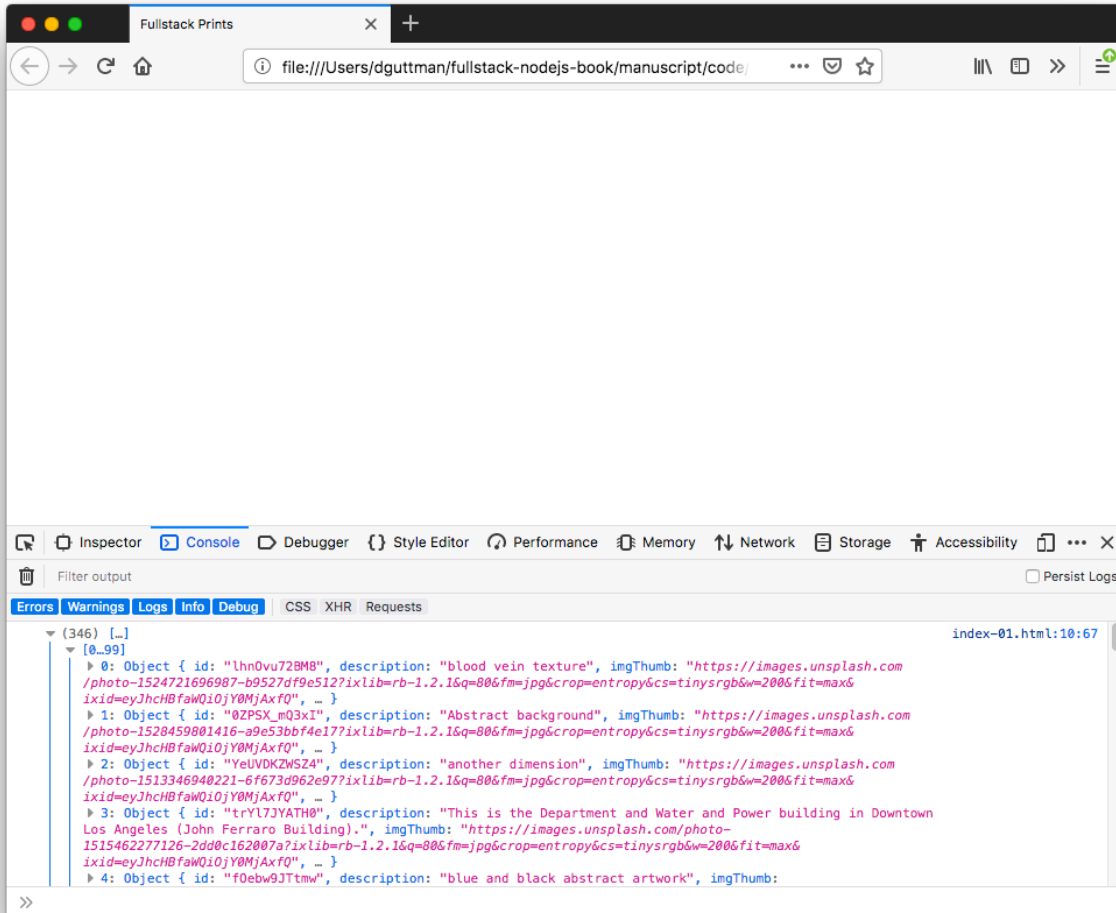 Fullstack Prints
file:///Users/dguttman/fullstack-nodejs-book/manuscript/code/
Inspector Console Debugger {} Style Editor Performance Memory Network Storage Accessibility
Filter output Persist Logs
Errors Warnings Logs Info Debug CSS XHR Requests
(346) […] index-01.html:10:67
[0…99]
0: Object { id: "lhnOvu72BM8", description: "blood vein texture", imgThumb: "https://images.unsplash.com
/photo-1524721696987-b9527df9e512?ixlib=rb-1.2.1&q=80&fm=jpg&crop=entropy&cs=tinysrgb&w=200&fit=max&
ixid=eyJhcHBfaWQiOjY0MjAxfQ", … }
1: Object { id: "0ZPSX_mQ3xI", description: "Abstract background", imgThumb: "https://images.unsplash.com
/photo-1528459801416-a9e53bbf4e17?ixlib=rb-1.2.1&q=80&fm=jpg&crop=entropy&cs=tinysrgb&w=200&fit=max&
ixid=eyJhcHBfaWQiOjY0MjAxfQ", … }
2: Object { id: "YeUVDKZWSZ4", description: "another dimension", imgThumb: "https://images.unsplash.com
/photo-1513346940221-6f673d962e97?ixlib=rb-1.2.1&q=80&fm=jpg&crop=entropy&cs=tinysrgb&w=200&fit=max&
ixid=eyJhcHBfaWQiOjY0MjAxfQ", … }
3: Object { id: "trYl7JYATH0", description: "This is the Department and Water and Power building in Downtown
Los Angeles (John Ferraro Building).", imgThumb: "https://images.unsplash.com/photo-
1515462277126-2dd0c162007a?ixlib=rb-1.2.1&q=80&fm=jpg&crop=entropy&cs=tinysrgb&w=200&fit=max&
ixid=eyJhcHBfaWQiOjY0MjAxfQ", … }
4: Object { id: "fOebw9JTtmw", description: "blue and black abstract artwork", imgThumb: